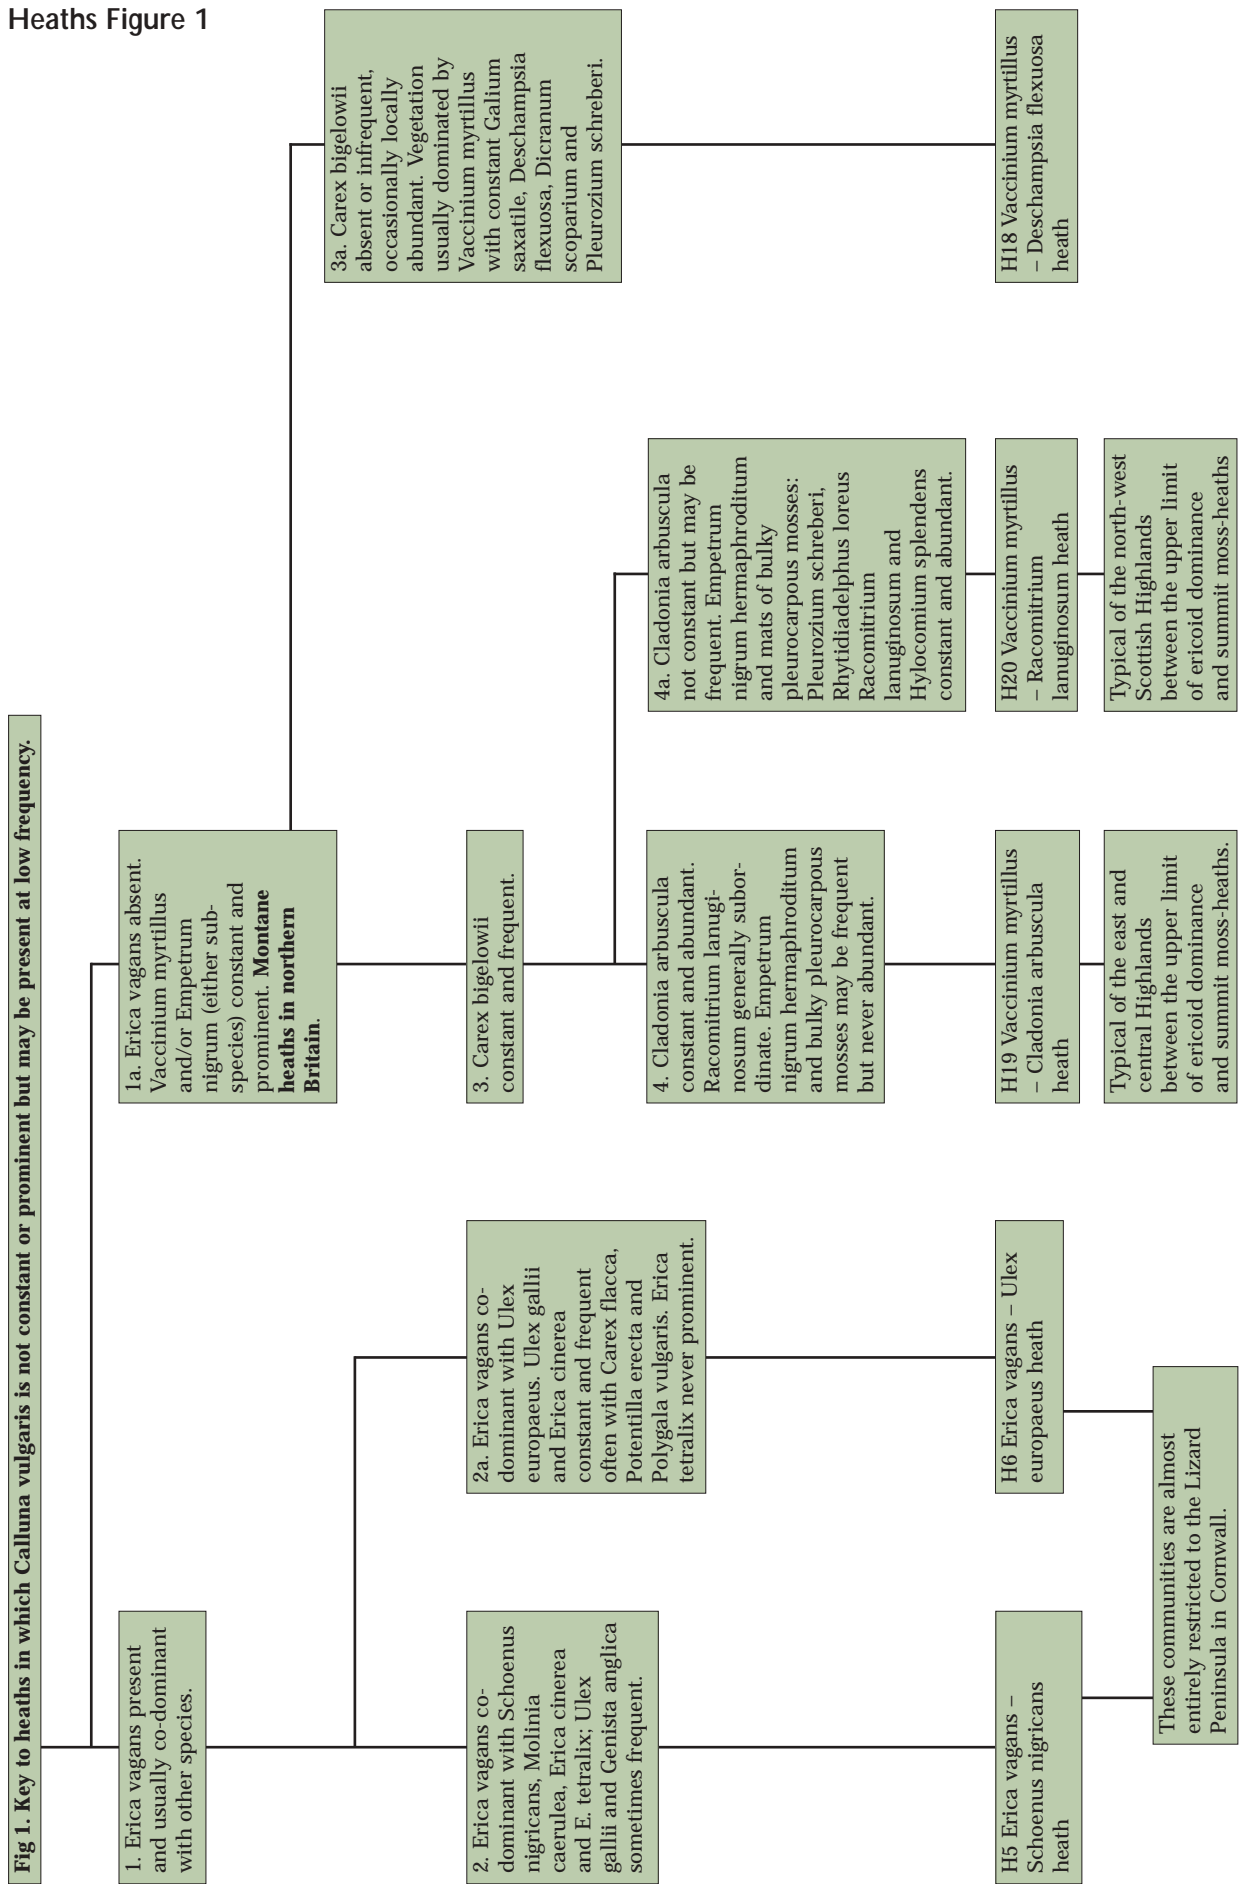 Heaths Figure 1
Fig 1. Key to heaths in which Calluna vulgaris is not constant or prominent but may be present at low frequency.
1. Erica vagans present
and usually co-dominant
with other species.
1a. Erica vagans absent.
Vaccinium myrtillus
and/or Empetrum
nigrum (either sub-
species) constant and
prominent. Montane
heaths in northern
Britain.
2. Erica vagans co-
dominant with Schoenus
nigricans, Molinia
caerulea, Erica cinerea
and E. tetralix; Ulex
gallii and Genista anglica
sometimes frequent.
2a. Erica vagans co-
dominant with Ulex
europaeus. Ulex gallii
and Erica cinerea
constant and frequent
often with Carex flacca,
Potentilla erecta and
Polygala vulgaris. Erica
tetralix never prominent.
3. Carex bigelowii
constant and frequent.
3a. Carex bigelowii
absent or infrequent,
occasionally locally
abundant. Vegetation
usually dominated by
Vaccinium myrtillus
with constant Galium
saxatile, Deschampsia
flexuosa, Dicranum
scoparium and
Pleurozium schreberi.
4. Cladonia arbuscula
constant and abundant.
Racomitrium lanugi-
nosum generally subor-
dinate. Empetrum
nigrum hermaphroditum
and bulky pleurocarpous
mosses may be frequent
but never abundant.
4a. Cladonia arbuscula
not constant but may be
frequent. Empetrum
nigrum hermaphroditum
and mats of bulky
pleurocarpous mosses:
Pleurozium schreberi,
Rhytidiadelphus loreus
Racomitrium
lanuginosum and
Hylocomium splendens
constant and abundant.
H5 Erica vagans –
Schoenus nigricans
heath
H6 Erica vagans – Ulex
europaeus heath
H19 Vaccinium myrtillus
– Cladonia arbuscula
heath
H20 Vaccinium myrtillus
– Racomitrium
lanuginosum heath
H18 Vaccinium myrtillus
– Deschampsia flexuosa
heath
These communities are almost
entirely restricted to the Lizard
Peninsula in Cornwall.
Typical of the east and
central Highlands
between the upper limit
of ericoid dominance
and summit moss-heaths.
Typical of the north-west
Scottish Highlands
between the upper limit
of ericoid dominance
and summit moss-heaths